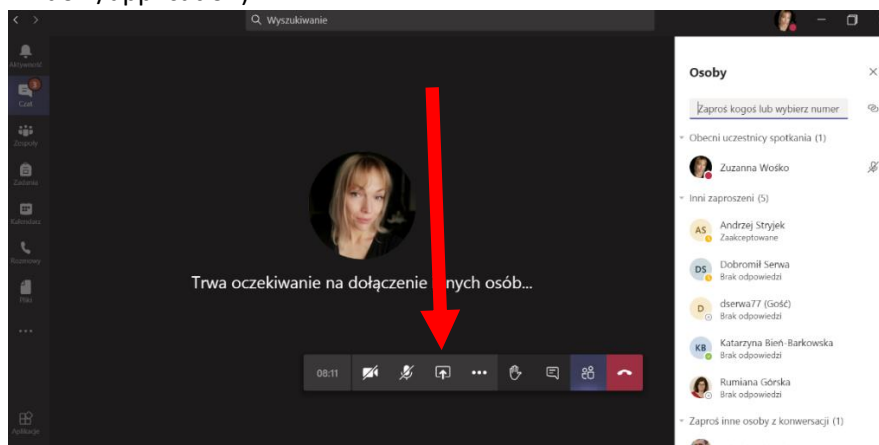 Wyszukiwanie
Aktywność
3
Czat
Zespoły
Zadania
Kalendarz
Rozmowy
Pliki
Aplikacje
Trwa oczekiwanie na dołączenie nych osób...
08:11
Osoby
Zaproś kogoś lub wybierz numer
Obecni uczestnicy spotkania (1)
Zuzanna Wośko
Inni zaproszeni (5)
AS
Andrzej Stryjek
Zaakceptowane
DS
Dobromił Serwa
Brak odpowiedzi
D
dserwa77 (Gość)
Brak odpowiedzi
KB
Katarzyna Bień-Barkowska
Brak odpowiedzi
Rumiana Górska
Brak odpowiedzi
Zaproś inne osoby z konwersacji (1)